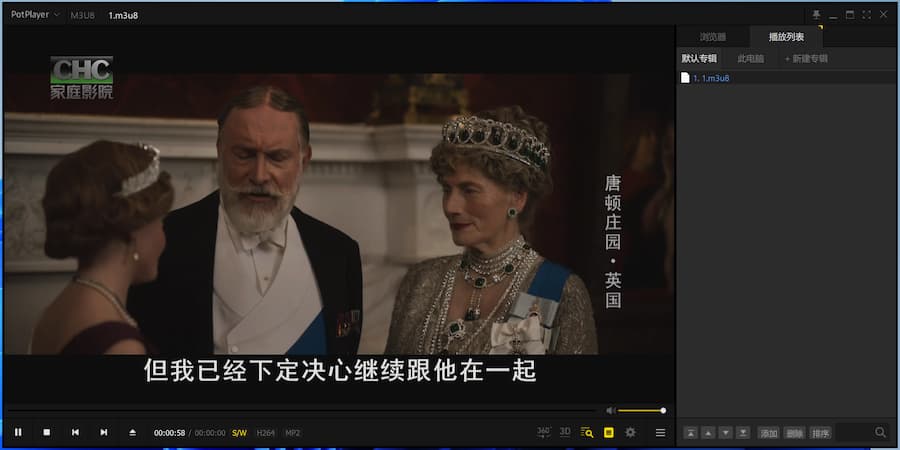 PotPlayer M3U8 1.m3u8
浏览器 播放列表
默认专辑 此电脑 + 新建专辑
1. 1.m3u8
CHC
家庭影院
唐顿庄园·英国
但我已经下定决心继续跟他在一起
00:00:58 / 00:00:00 S/W H264 MP2
360° 3D
添加 删除 排序